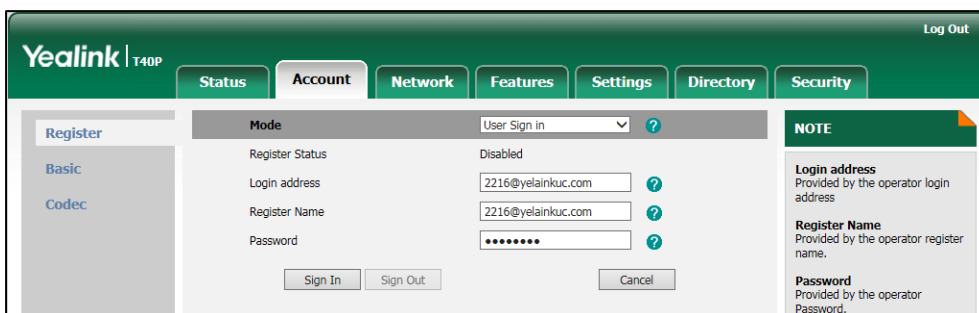 Log Out
Yealink T40P
Status Account Network Features Settings Directory Security
Register
Basic
Codec
Mode User Sign in ?
Register Status Disabled
Login address 2216@yelainkuc.com ?
Register Name 2216@yelainkuc.com ?
Password •••••••• ?
Sign In Sign Out Cancel
NOTE
Login address
Provided by the operator login
address
Register Name
Provided by the operator register
name.
Password
Provided by the operator
Password.